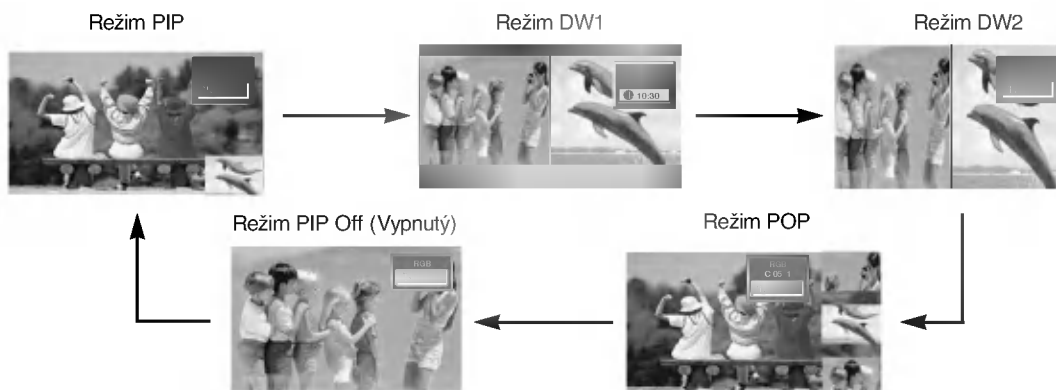 Režim PIP
Režim DW1
Režim DW2
10:30
Režim PIP Off (Vypnutý)
Režim POP
RGB
RGB
C 05 1